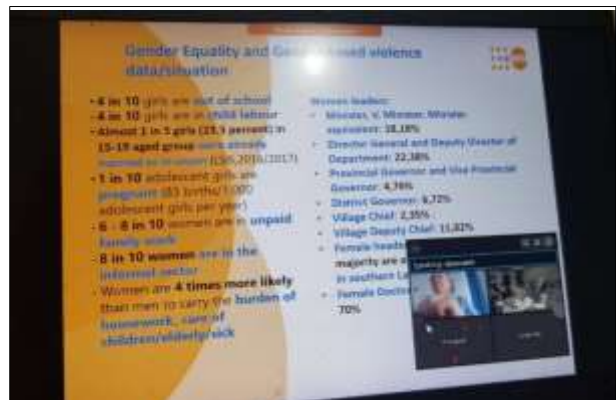 Gender Equality and Gender-based violence
data/situation
• 4 in 10 girls are out of school
- 4 in 10 girls are in child labour
• Almost 1 in 5 girls (23,5 percent) in
15-19 aged group were already
married or in union (LSIS,2016/2017)
• 1 in 10 adolescent girls are
pregnant (83 births/1,000
adolescent girls per year)
• 6 - 8 in 10 women are in unpaid
family work
• 8 in 10 women are in the
informal sector
- Women are 4 times more likely
than men to carry the burden of
homework, care of
children/elderly/sick
Women leaders:
• Minister, V. Minister, Minister
equivalent:
• Director General and Deputy Director of
Department: 22,38%
• Provincial Governor and Vice Provincial
Governor: 4,76%
• District Governor: 6,72%
• Village Chief: 2,35%
• Village Deputy Chief: 11,82%
• Female heads
majority are
in southern
• Female
70%